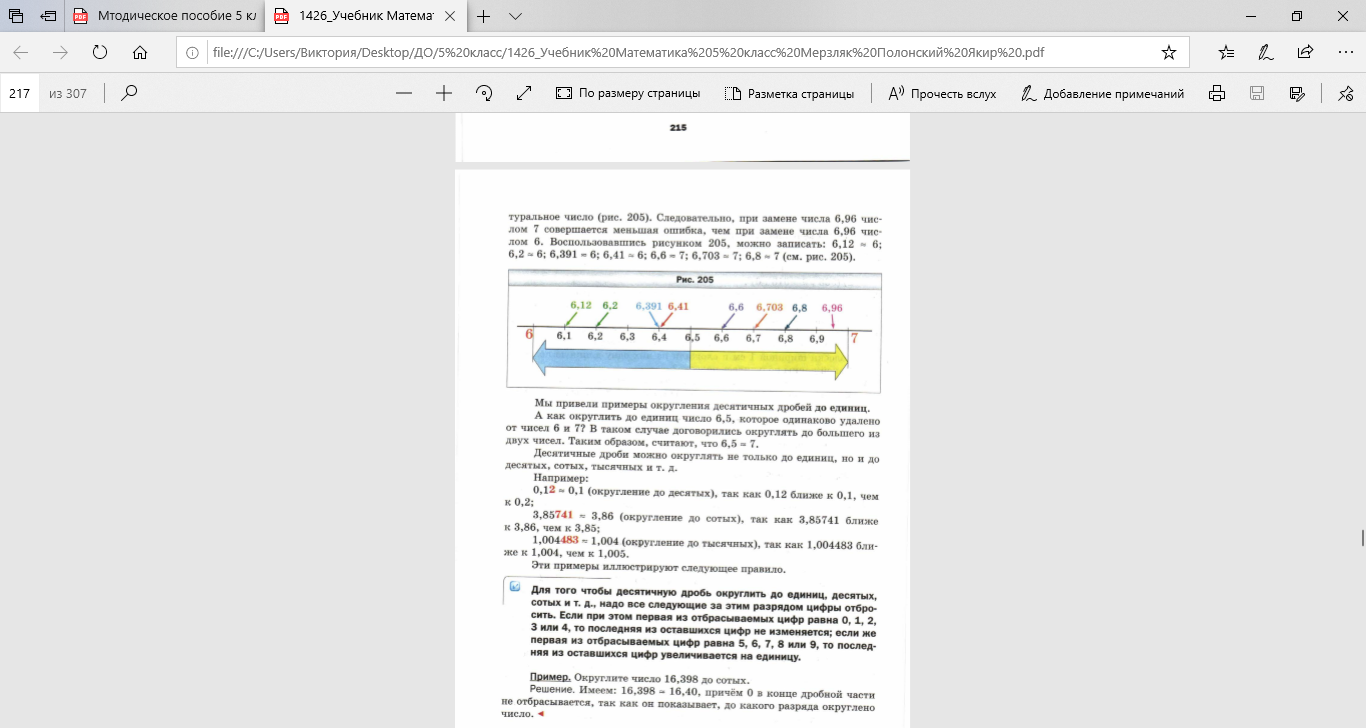 Мтодическое пособие 5 кл
1426_Учебник Матема
file:///C:/Users/Виктория/Desktop/ДО/5%20класс/1426_Учебник%20Математика%205%20класс%20Мерзляк%20Полонский%20Якир%20.pdf
217 из 307 По размеру страницы Разметка страницы Прочесть вслух Добавление примечаний
215
туральное число (рис. 205). Следовательно, при замене числа 6,96 чис-
лом 7 совершается меньшая ошибка, чем при замене числа 6,96 чис-
лом 6. Воспользовавшись рисунком 205, можно записать: 6,12 ≈ 6;
6,2 ≈ 6; 6,391 ≈ 6; 6,41 ≈ 6; 6,6 ≈ 7; 6,703 ≈ 7; 6,8 ≈ 7 (см. рис. 205).
Рис. 205
6,12 6,2 6,391 6,41 6,6 6,703 6,8 6,96
6 6,1 6,2 6,3 6,4 6,5 6,6 6,7 6,8 6,9 7
Мы привели примеры округления десятичных дробей до единиц.
А как округлить до единиц число 6,5, которое одинаково удалено
от чисел 6 и 7? В таком случае договорились округлять до большего из
двух чисел. Таким образом, считают, что 6,5 ≈ 7.
Десятичные дроби можно округлять не только до единиц, но и до
десятых, сотых, тысячных и т. д.
Например:
0,12 ≈ 0,1 (округление до десятых), так как 0,12 ближе к 0,1, чем
к 0,2;
3,85741 ≈ 3,86 (округление до сотых), так как 3,85741 ближе
к 3,86, чем к 3,85;
1,004483 ≈ 1,004 (округление до тысячных), так как 1,004483 бли-
же к 1,004, чем к 1,005.
Эти примеры иллюстрируют следующее правило.
Для того чтобы десятичную дробь округлить до единиц, десятых,
сотых и т. д., надо все следующие за этим разрядом цифры отбро-
сить. Если при этом первая из отбрасываемых цифр равна 0, 1, 2,
3 или 4, то последняя из оставшихся цифр не изменяется; если же
первая из отбрасываемых цифр равна 5, 6, 7, 8 или 9, то послед-
няя из оставшихся цифр увеличивается на единицу.
Пример. Округлите число 16,398 до сотых.
Решение. Имеем: 16,398 ≈ 16,40, причём 0 в конце дробной части
не отбрасывается, так как он показывает, до какого разряда округлено
число.